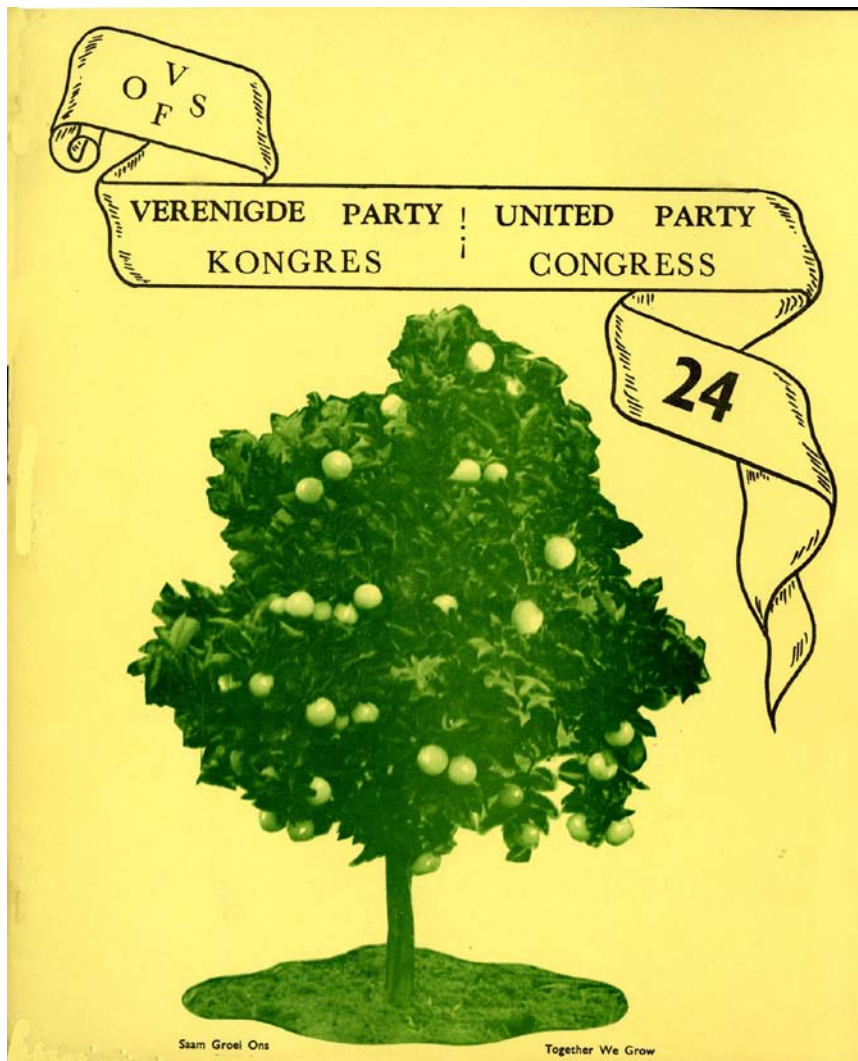 V
O S
F
VERENIGDE PARTY ! UNITED PARTY
KONGRES CONGRESS
24
Saam Groei Ons Together We Grow